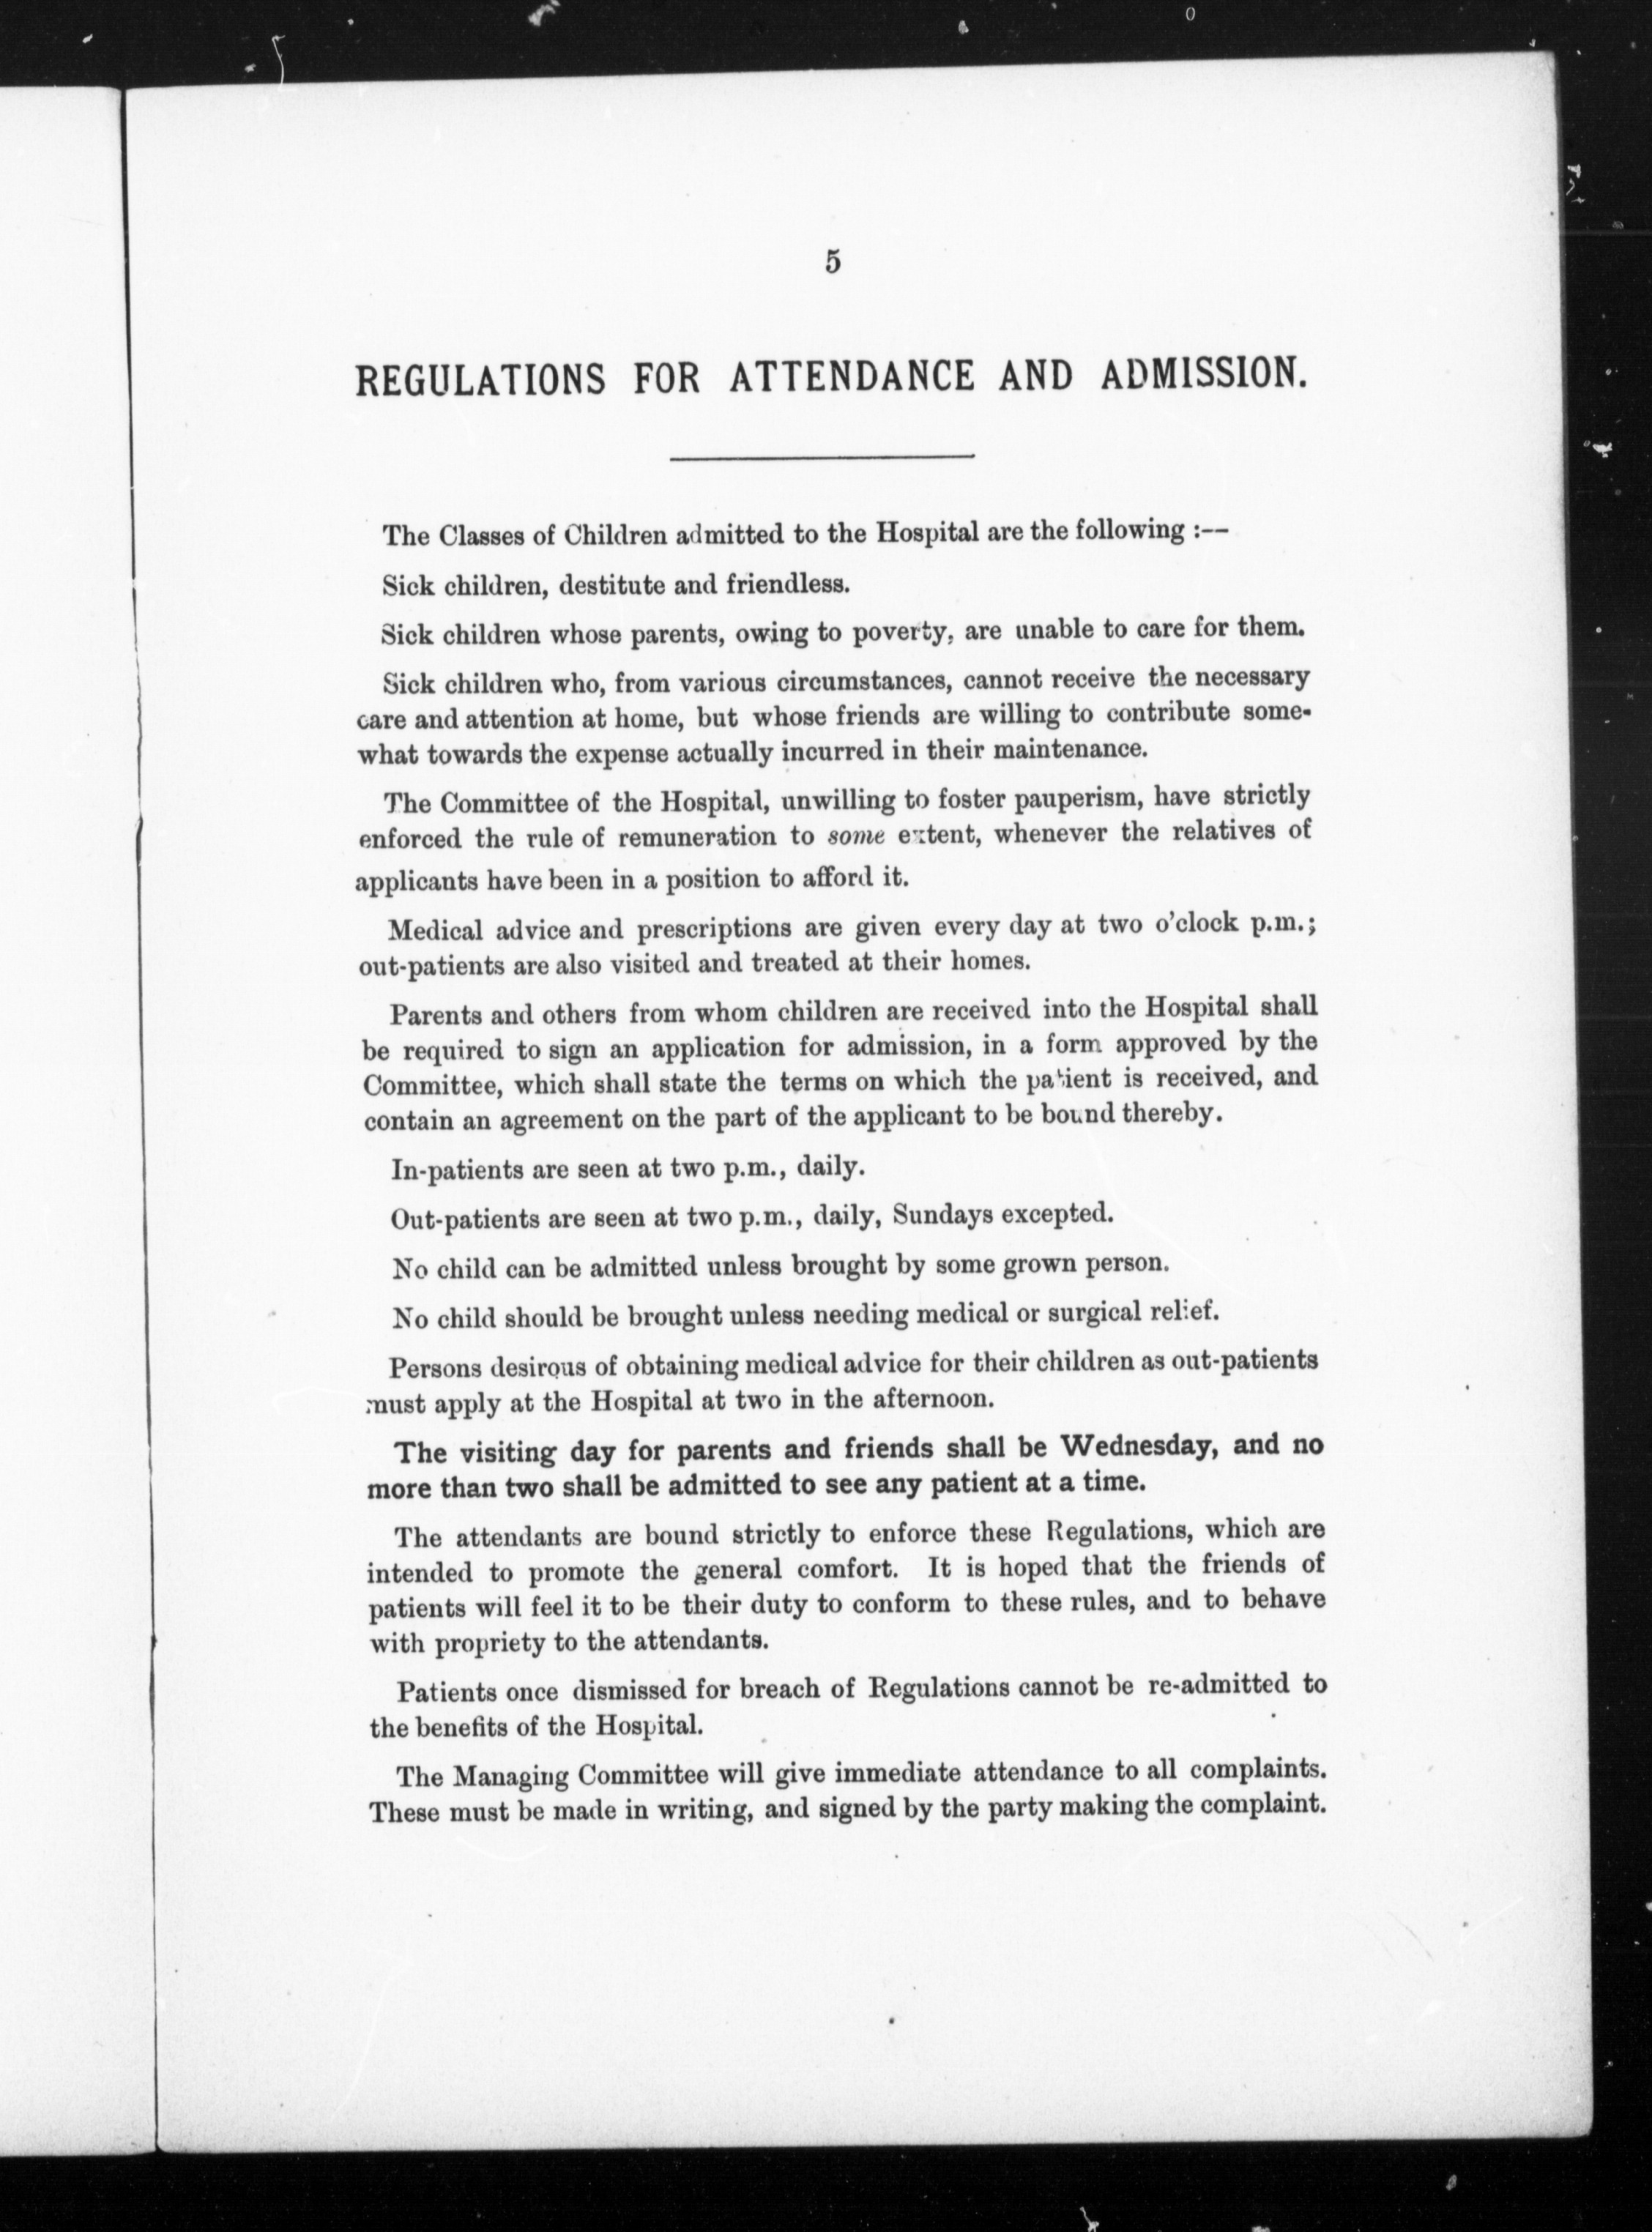 5
REGULATIONS FOR ATTENDANCE AND ADMISSION.
The Classes of Children admitted to the Hospital are the following :—
Sick children, destitute and friendless.
Sick children whose parents, owing to poverty, are unable to care for them.
Sick children who, from various circumstances, cannot receive the necessary
care and attention at home, but whose friends are willing to contribute some-
what towards the expense actually incurred in their maintenance.
The Committee of the Hospital, unwilling to foster pauperism, have strictly
enforced the rule of remuneration to some extent, whenever the relatives of
applicants have been in a position to afford it.
Medical advice and prescriptions are given every day at two o'clock p.m.;
out-patients are also visited and treated at their homes.
Parents and others from whom children are received into the Hospital shall
be required to sign an application for admission, in a form approved by the
Committee, which shall state the terms on which the patient is received, and
contain an agreement on the part of the applicant to be bound thereby.
In-patients are seen at two p.m., daily.
Out-patients are seen at two p.m., daily, Sundays excepted.
No child can be admitted unless brought by some grown person.
No child should be brought unless needing medical or surgical relief.
Persons desirous of obtaining medical advice for their children as out-patients
must apply at the Hospital at two in the afternoon.
The visiting day for parents and friends shall be Wednesday, and no
more than two shall be admitted to see any patient at a time.
The attendants are bound strictly to enforce these Regulations, which are
intended to promote the general comfort. It is hoped that the friends of
patients will feel it to be their duty to conform to these rules, and to behave
with propriety to the attendants.
Patients once dismissed for breach of Regulations cannot be re-admitted to
the benefits of the Hospital.
The Managing Committee will give immediate attendance to all complaints.
These must be made in writing, and signed by the party making the complaint.